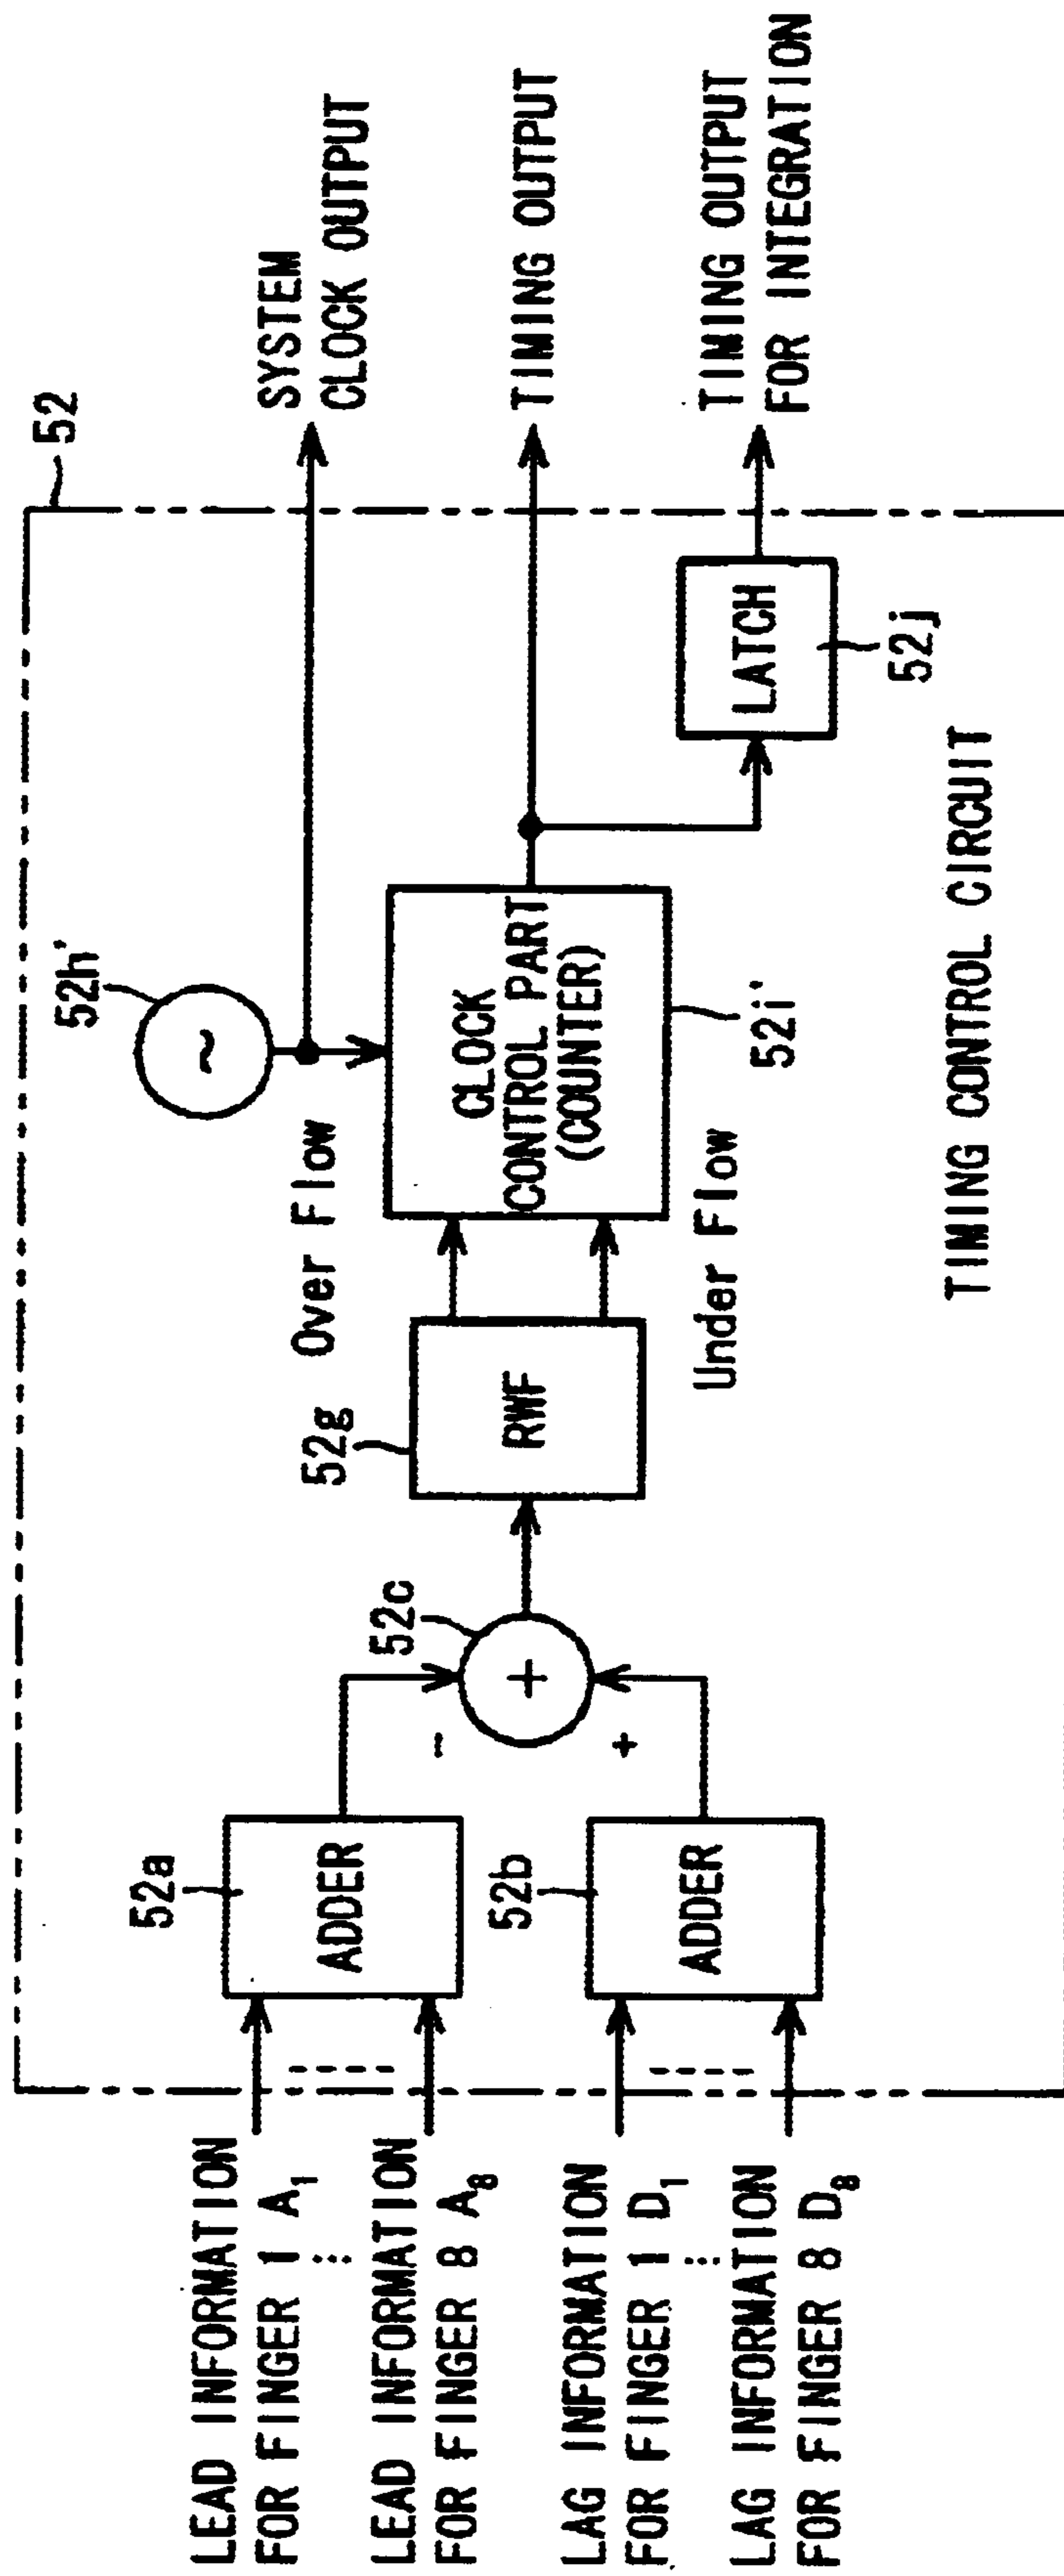 LEAD INFORMATION
FOR FINGER 1 A1
⋮
LEAD INFORMATION
FOR FINGER 8 A8
LAG INFORMATION
FOR FINGER 1 D1
⋮
LAG INFORMATION
FOR FINGER 8 D8
52a
ADDER
52b
ADDER
-
+
52c
+
52g
RWF
Over Flow
Under Flow
52h'
~
CLOCK
CONTROL PART
(COUNTER)
52i'
LATCH
52j
52
SYSTEM
CLOCK OUTPUT
TIMING OUTPUT
TIMING OUTPUT
FOR INTEGRATION
TIMING CONTROL CIRCUIT